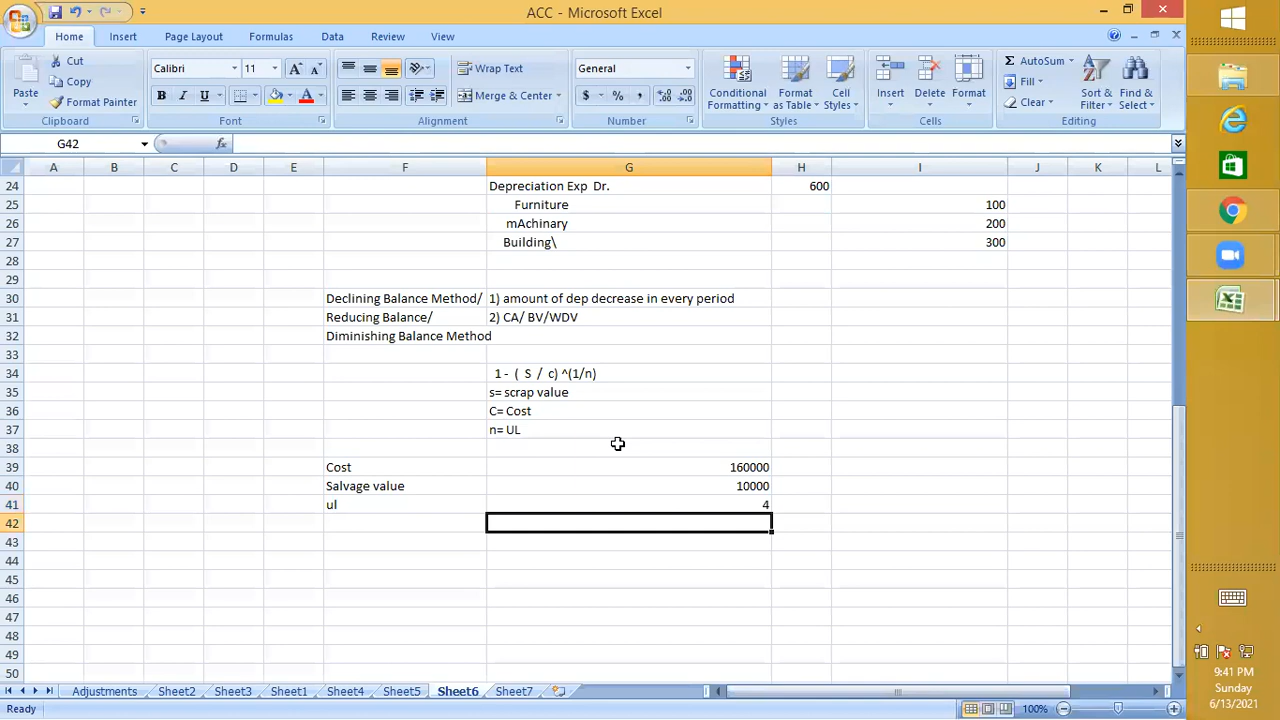 ACC - Microsoft Excel
Home Insert Page Layout Formulas Data Review View
Paste
Cut
Copy
Format Painter
Clipboard
Calibri 11
B I U
Font
Wrap Text
Merge & Center
Alignment
General
$ % ,
Number
Conditional Formatting
Format as Table
Cell Styles
Styles
Insert Delete Format
Cells
AutoSum
Fill
Clear
Sort & Filter
Find & Select
Editing
G42 fx
A B C D E F G H I J K L
24 Depreciation Exp Dr. 600
25 Furniture 100
26 mAchinary 200
27 Building\ 300
28
29
30 Declining Balance Method/ 1) amount of dep decrease in every period
31 Reducing Balance/ 2) CA/ BV/WDV
32 Diminishing Balance Method
33
34 1 - ( S / c) ^(1/n)
35 s= scrap value
36 C= Cost
37 n= UL
38
39 Cost 160000
40 Salvage value 10000
41 ul 4
42
43
44
45
46
47
48
49
50
Adjustments Sheet2 Sheet3 Sheet1 Sheet4 Sheet5 Sheet6 Sheet7
Ready
100%
9:41 PM
Sunday
6/13/2021